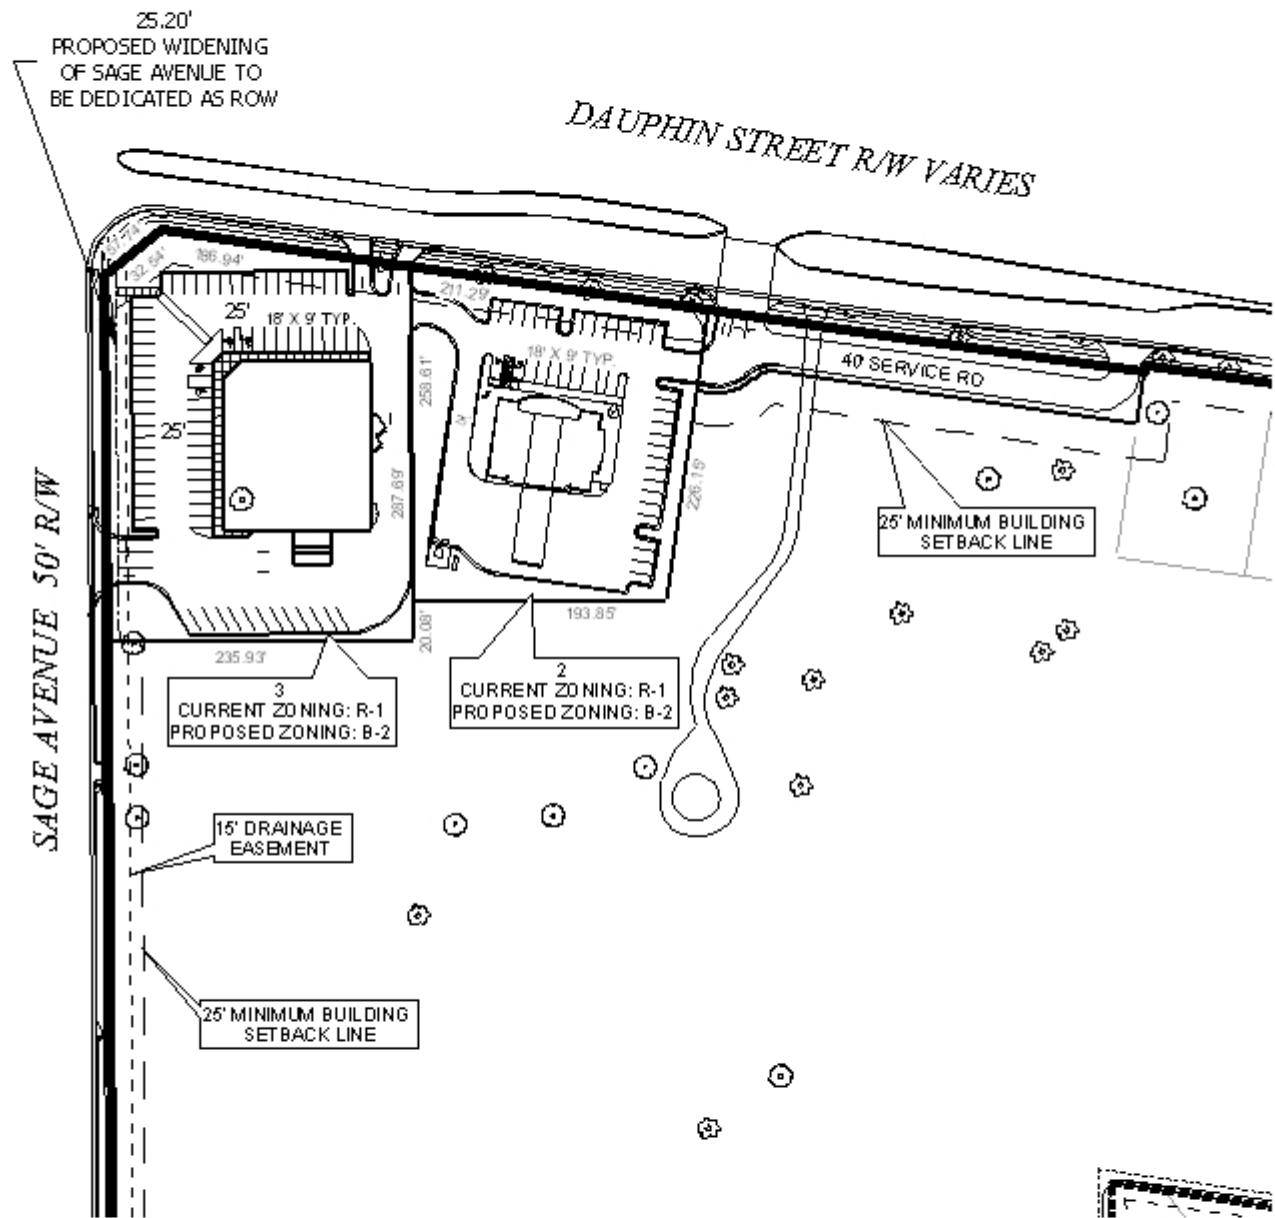 25.20'
PROPOSED WIDENING
OF SAGE AVENUE TO
BE DEDICATED AS ROW
DAUPHIN STREET R/W VARIES
57.74'
32.54'
186.94'
211.29'
25'
18' X 9' TYP.
18' X 9' TYP.
40' SERVICE RD
258.61'
25'
287.69'
226.15'
25' MINIMUM BUILDING
SETBACK LINE
SAGE AVENUE 50' R/W
193.85'
20.08'
235.93'
3
CURRENT ZONING: R-1
PROPOSED ZONING: B-2
2
CURRENT ZONING: R-1
PROPOSED ZONING: B-2
15' DRAINAGE
EASEMENT
25' MINIMUM BUILDING
SETBACK LINE